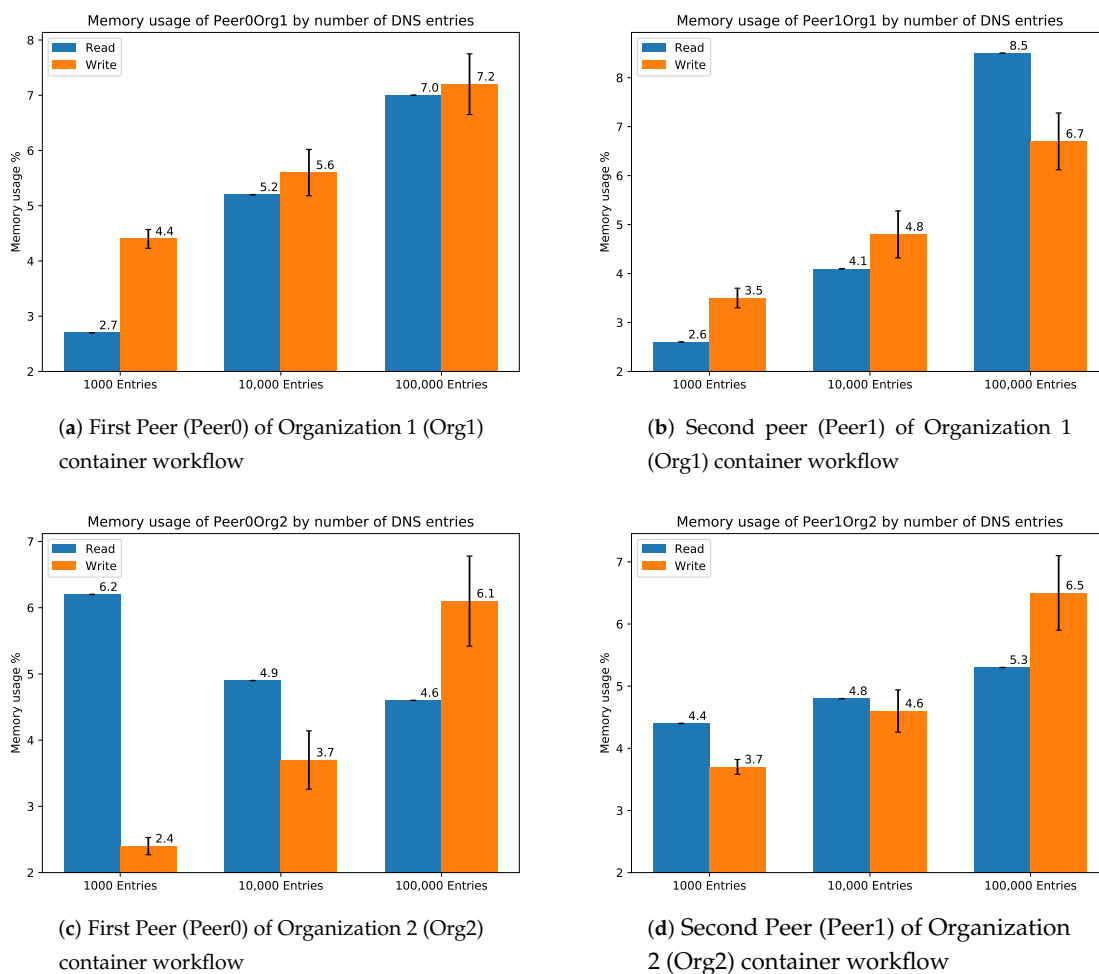 Memory usage of Peer0Org1 by number of DNS entries
8
7
6
5
4
3
2
Memory usage %
Read
Write
2.7
4.4
5.2
5.6
7.0
7.2
1000 Entries
10,000 Entries
100,000 Entries
(a) First Peer (Peer0) of Organization 1 (Org1)
container workflow
Memory usage of Peer1Org1 by number of DNS entries
8
7
6
5
4
3
2
Memory usage %
Read
Write
2.6
3.5
4.1
4.8
8.5
6.7
1000 Entries
10,000 Entries
100,000 Entries
(b) Second peer (Peer1) of Organization 1
(Org1) container workflow
Memory usage of Peer0Org2 by number of DNS entries
7
6
5
4
3
2
Memory usage %
Read
Write
6.2
2.4
4.9
3.7
4.6
6.1
1000 Entries
10,000 Entries
100,000 Entries
(c) First Peer (Peer0) of Organization 2 (Org2)
container workflow
Memory usage of Peer1Org2 by number of DNS entries
7
6
5
4
3
2
Memory usage %
Read
Write
4.4
3.7
4.8
4.6
5.3
6.5
1000 Entries
10,000 Entries
100,000 Entries
(d) Second Peer (Peer1) of Organization
2 (Org2) container workflow